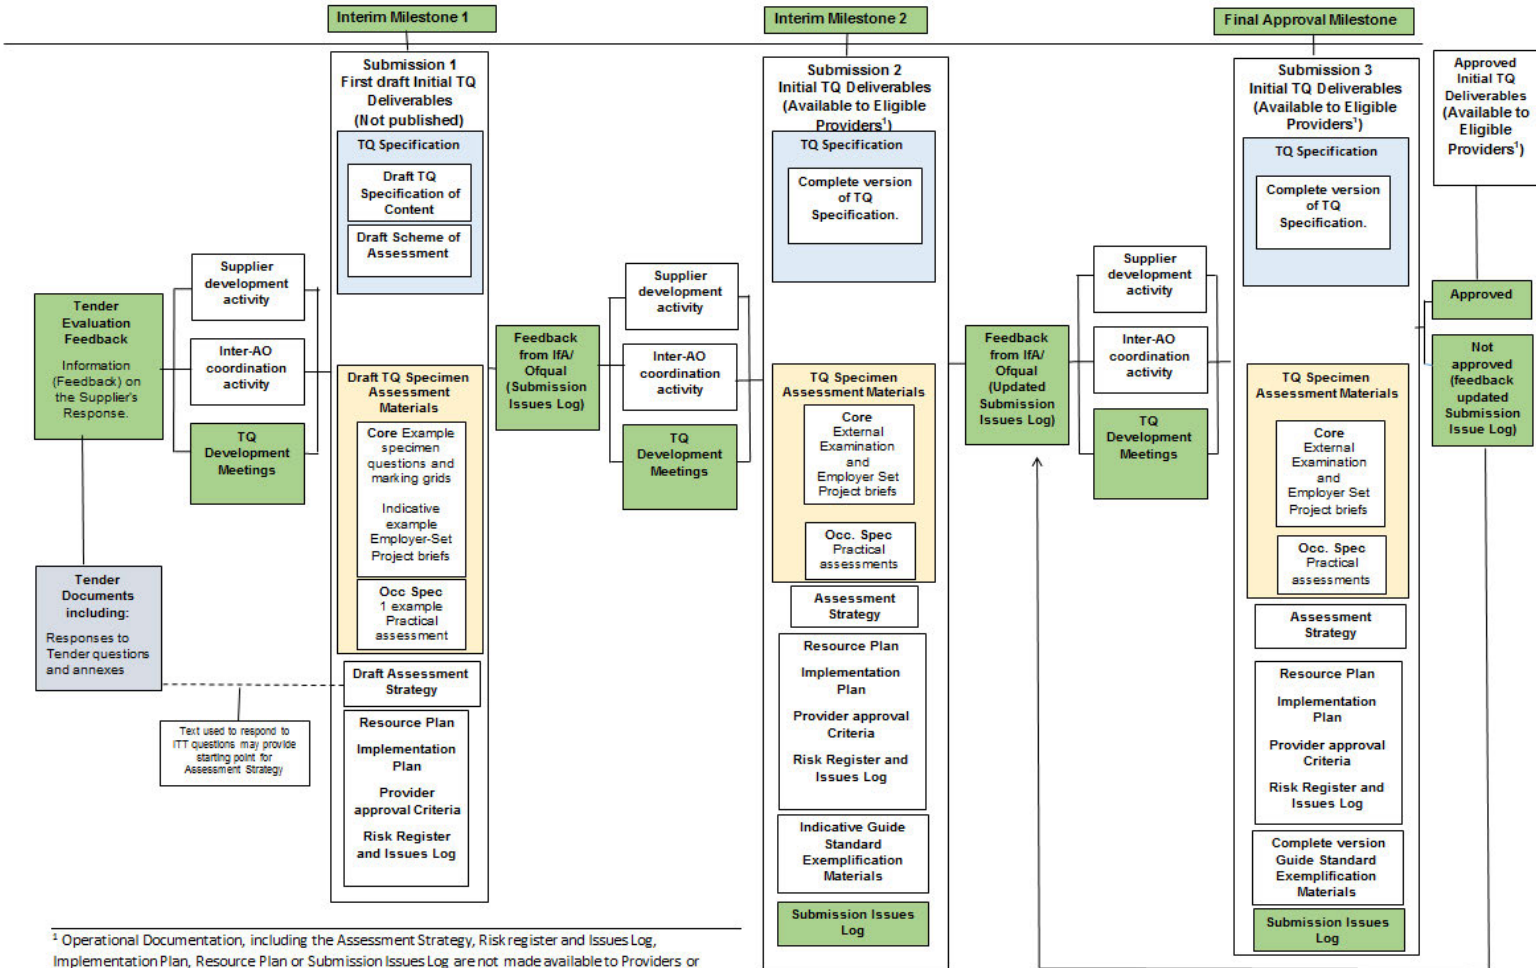 Interim Milestone 1
Interim Milestone 2
Final Approval Milestone
Submission 1
First draft Initial TQ
Deliverables
(Not published)
TQ Specification
Draft TQ
Specification of
Content
Draft Scheme of
Assessment
Submission 2
Initial TQ Deliverables
(Available to Eligible
Providers¹)
TQ Specification
Complete version
of TQ
Specification.
Submission 3
Initial TQ Deliverables
(Available to Eligible
Providers¹)
TQ Specification
Complete version
of TQ
Specification.
Approved
Initial TQ
Deliverables
(Available to
Eligible
Providers¹)
Tender
Evaluation
Feedback
Information
(Feedback) on
the Supplier's
Response.
Supplier
development
activity
Inter-AO
coordination
activity
TQ
Development
Meetings
Draft TQ Specimen
Assessment
Materials
Core Example
specimen
questions and
marking grids
Indicative
example
Employer-Set
Project briefs
Occ Spec
1 example
Practical
assessment
Draft Assessment
Strategy
Resource Plan
Implementation
Plan
Provider
approval Criteria
Risk Register
and Issues Log
Feedback
from IfA/
Ofqual
(Submission
Issues Log)
Supplier
development
activity
Inter-AO
coordination
activity
TQ
Development
Meetings
TQ Specimen
Assessment Materials
Core
External
Examination
and
Employer Set
Project briefs
Occ. Spec
Practical
assessments
Assessment
Strategy
Resource Plan
Implementation
Plan
Provider approval
Criteria
Risk Register and
Issues Log
Indicative Guide
Standard
Exemplification
Materials
Submission Issues
Log
Feedback
from IfA/
Ofqual
(Updated
Submission
Issues Log)
Supplier
development
activity
Inter-AO
coordination
activity
TQ
Development
Meetings
TQ Specimen
Assessment Materials
Core
External
Examination
and
Employer Set
Project briefs
Occ. Spec
Practical
assessments
Assessment
Strategy
Resource Plan
Implementation
Plan
Provider approval
Criteria
Risk Register and
Issues Log
Complete version
Guide Standard
Exemplification
Materials
Submission Issues
Log
Approved
Not
approved
(feedback
updated
Submission
Issue Log)
Tender
Documents
including:
Responses to
Tender questions
and annexes
Text used to respond to
ITT questions may provide
starting point for
Assessment Strategy
¹ Operational Documentation, including the Assessment Strategy, Risk register and Issues Log,
Implementation Plan, Resource Plan or Submission Issues Log are not made available to Providers or